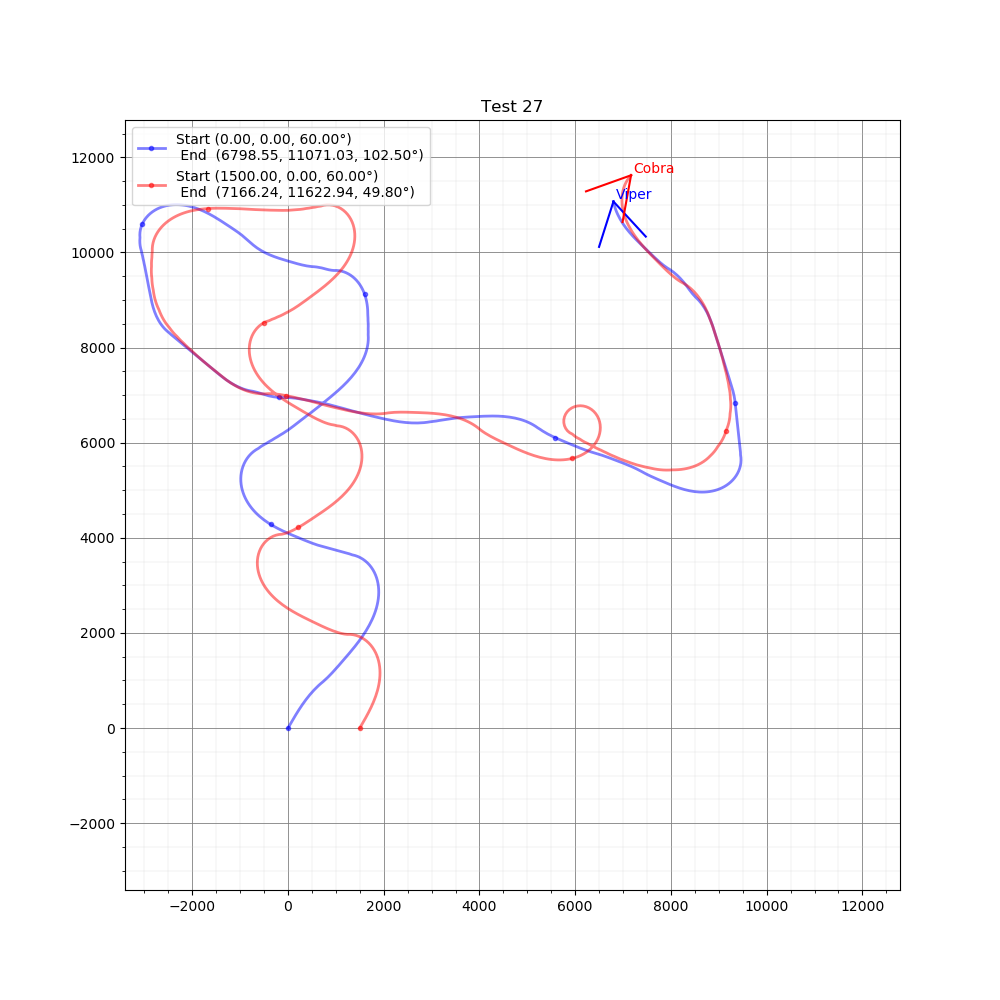 Test 27
Start (0.00, 0.00, 60.00°)
End (6798.55, 11071.03, 102.50°)
Start (1500.00, 0.00, 60.00°)
End (7166.24, 11622.94, 49.80°)
Cobra
Viper
12000
10000
8000
6000
4000
2000
0
−2000
−2000 0 2000 4000 6000 8000 10000 12000